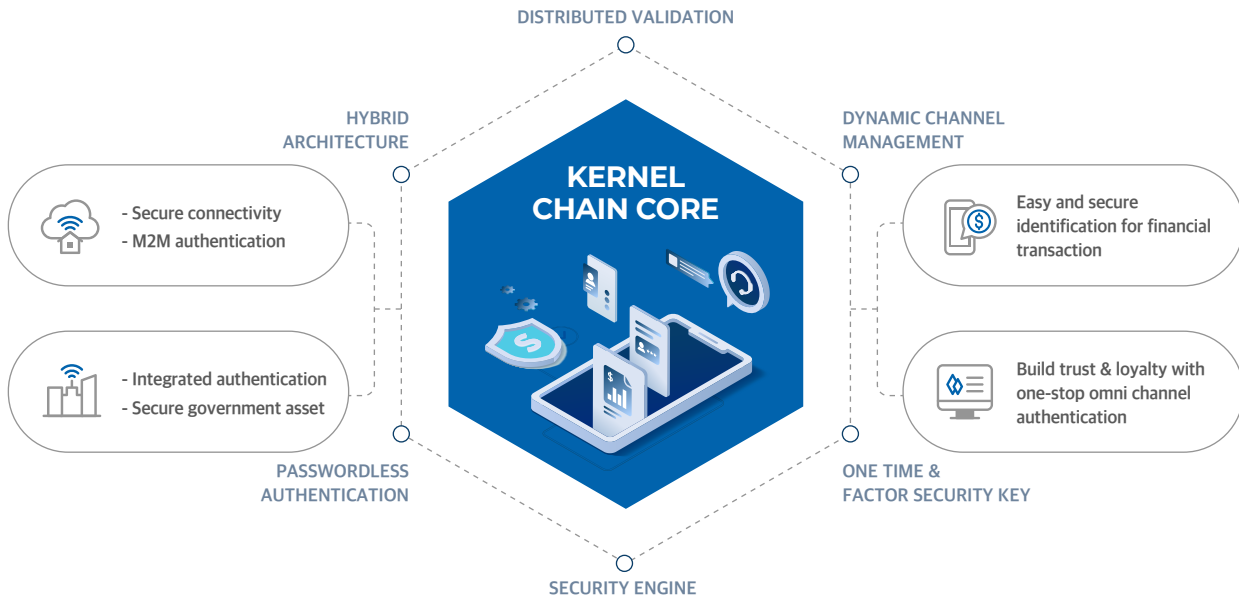 DISTRIBUTED VALIDATION
HYBRID
ARCHITECTURE
DYNAMIC CHANNEL
MANAGEMENT
KERNEL
CHAIN CORE
- Secure connectivity
- M2M authentication
Easy and secure
identification for financial
transaction
- Integrated authentication
- Secure government asset
Build trust & loyalty with
one-stop omni channel
authentication
PASSWORDLESS
AUTHENTICATION
ONE TIME &
FACTOR SECURITY KEY
SECURITY ENGINE
$
S
$